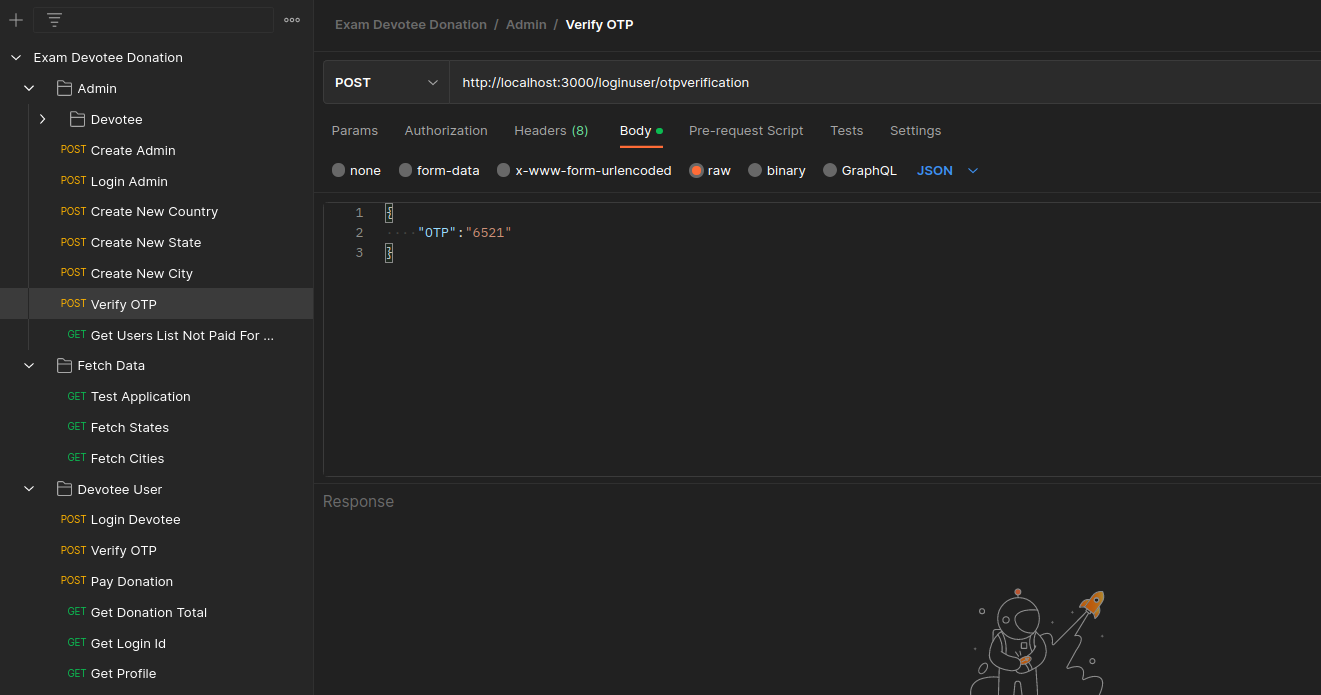 Exam Devotee Donation
Admin
Devotee
POST Create Admin
POST Login Admin
POST Create New Country
POST Create New State
POST Create New City
POST Verify OTP
GET Get Users List Not Paid For ...
Fetch Data
GET Test Application
GET Fetch States
GET Fetch Cities
Devotee User
POST Login Devotee
POST Verify OTP
POST Pay Donation
GET Get Donation Total
GET Get Login Id
GET Get Profile
Exam Devotee Donation / Admin / Verify OTP
POST http://localhost:3000/loginuser/otpverification
Params Authorization Headers (8) Body Pre-request Script Tests Settings
none form-data x-www-form-urlencoded raw binary GraphQL JSON
1 {
2 "OTP":"6521"
3 }
Response